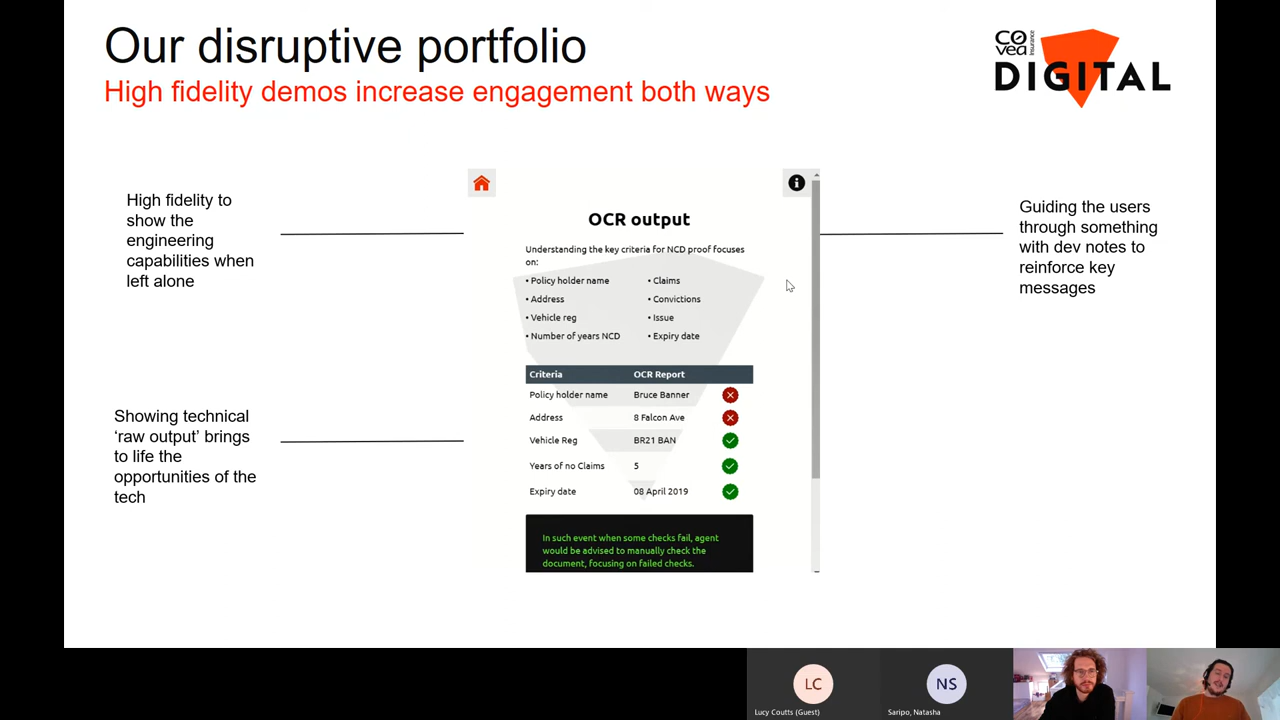 Our disruptive portfolio
High fidelity demos increase engagement both ways
covea
Insurance
DIGITAL
High fidelity to
show the
engineering
capabilities when
left alone
Showing technical
‘raw output’ brings
to life the
opportunities of the
tech
OCR output
Understanding the key criteria for NCD proof focuses
on:
• Policy holder name
• Address
• Vehicle reg
• Number of years NCD
• Claims
• Convictions
• Issue
• Expiry date
Criteria OCR Report
Policy holder name Bruce Banner
Address 8 Falcon Ave
Vehicle Reg BR21 BAN
Years of no Claims 5
Expiry date 08 April 2019
In such event when some checks fail, agent
would be advised to manually check the
document, focusing on failed checks.
Guiding the users
through something
with dev notes to
reinforce key
messages
LC
Lucy Coutts (Guest)
NS
Saripo, Natasha